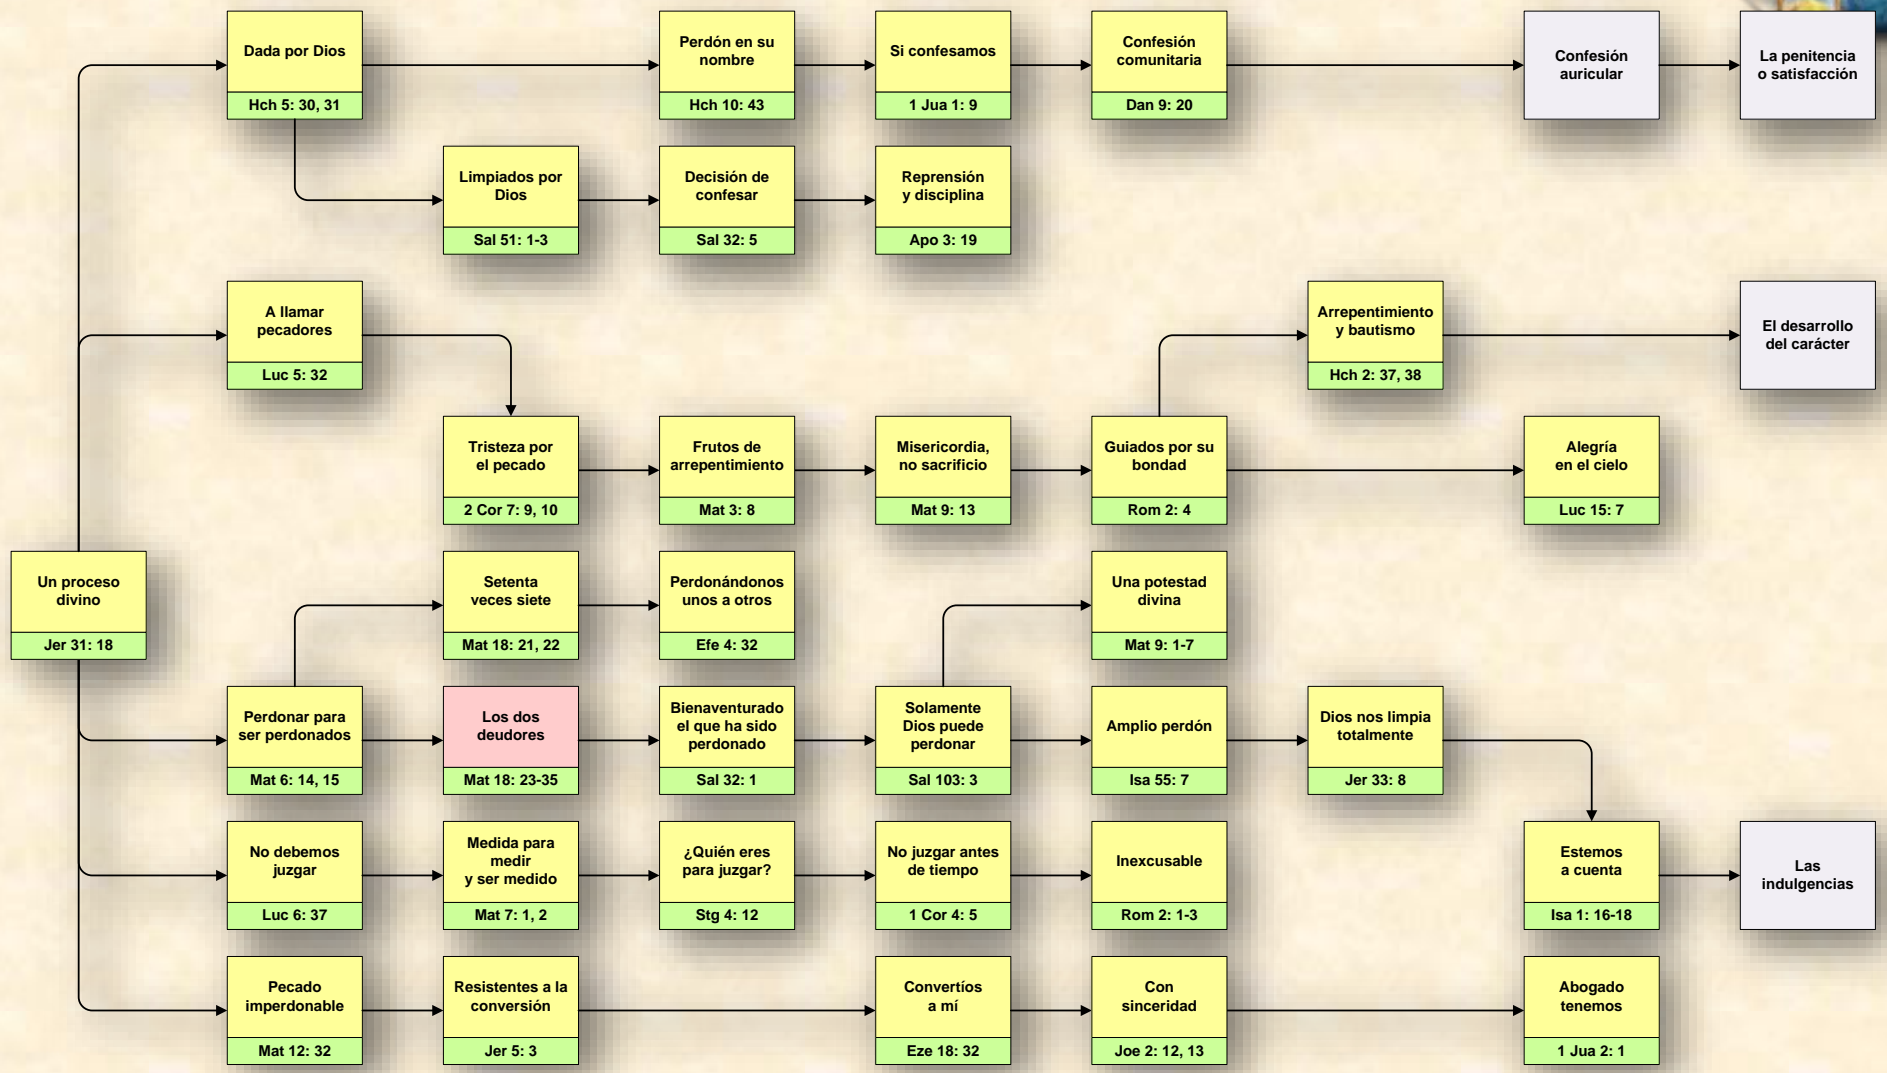 Dada por Dios
Hch 5: 30, 31
Perdón en su
nombre
Hch 10: 43
Si confesamos
1 Jua 1: 9
Confesión
comunitaria
Dan 9: 20
Confesión
auricular
La penitencia
o satisfacción
Limpiados por
Dios
Sal 51: 1-3
Decisión de
confesar
Sal 32: 5
Reprensión
y disciplina
Apo 3: 19
A llamar
pecadores
Luc 5: 32
Arrepentimiento
y bautismo
Hch 2: 37, 38
El desarrollo
del carácter
Tristeza por
el pecado
2 Cor 7: 9, 10
Frutos de
arrepentimiento
Mat 3: 8
Misericordia,
no sacrificio
Mat 9: 13
Guiados por su
bondad
Rom 2: 4
Alegría
en el cielo
Luc 15: 7
Un proceso
divino
Jer 31: 18
Setenta
veces siete
Mat 18: 21, 22
Perdonándonos
unos a otros
Efe 4: 32
Una potestad
divina
Mat 9: 1-7
Perdonar para
ser perdonados
Mat 6: 14, 15
Los dos
deudores
Mat 18: 23-35
Bienaventurado
el que ha sido
perdonado
Sal 32: 1
Solamente
Dios puede
perdonar
Sal 103: 3
Amplio perdón
Isa 55: 7
Dios nos limpia
totalmente
Jer 33: 8
No debemos
juzgar
Luc 6: 37
Medida para
medir
y ser medido
Mat 7: 1, 2
¿Quién eres
para juzgar?
Stg 4: 12
No juzgar antes
de tiempo
1 Cor 4: 5
Inexcusable
Rom 2: 1-3
Estemos
a cuenta
Isa 1: 16-18
Las
indulgencias
Pecado
imperdonable
Mat 12: 32
Resistentes a la
conversión
Jer 5: 3
Convertíos
a mí
Eze 18: 32
Con
sinceridad
Joe 2: 12, 13
Abogado
tenemos
1 Jua 2: 1